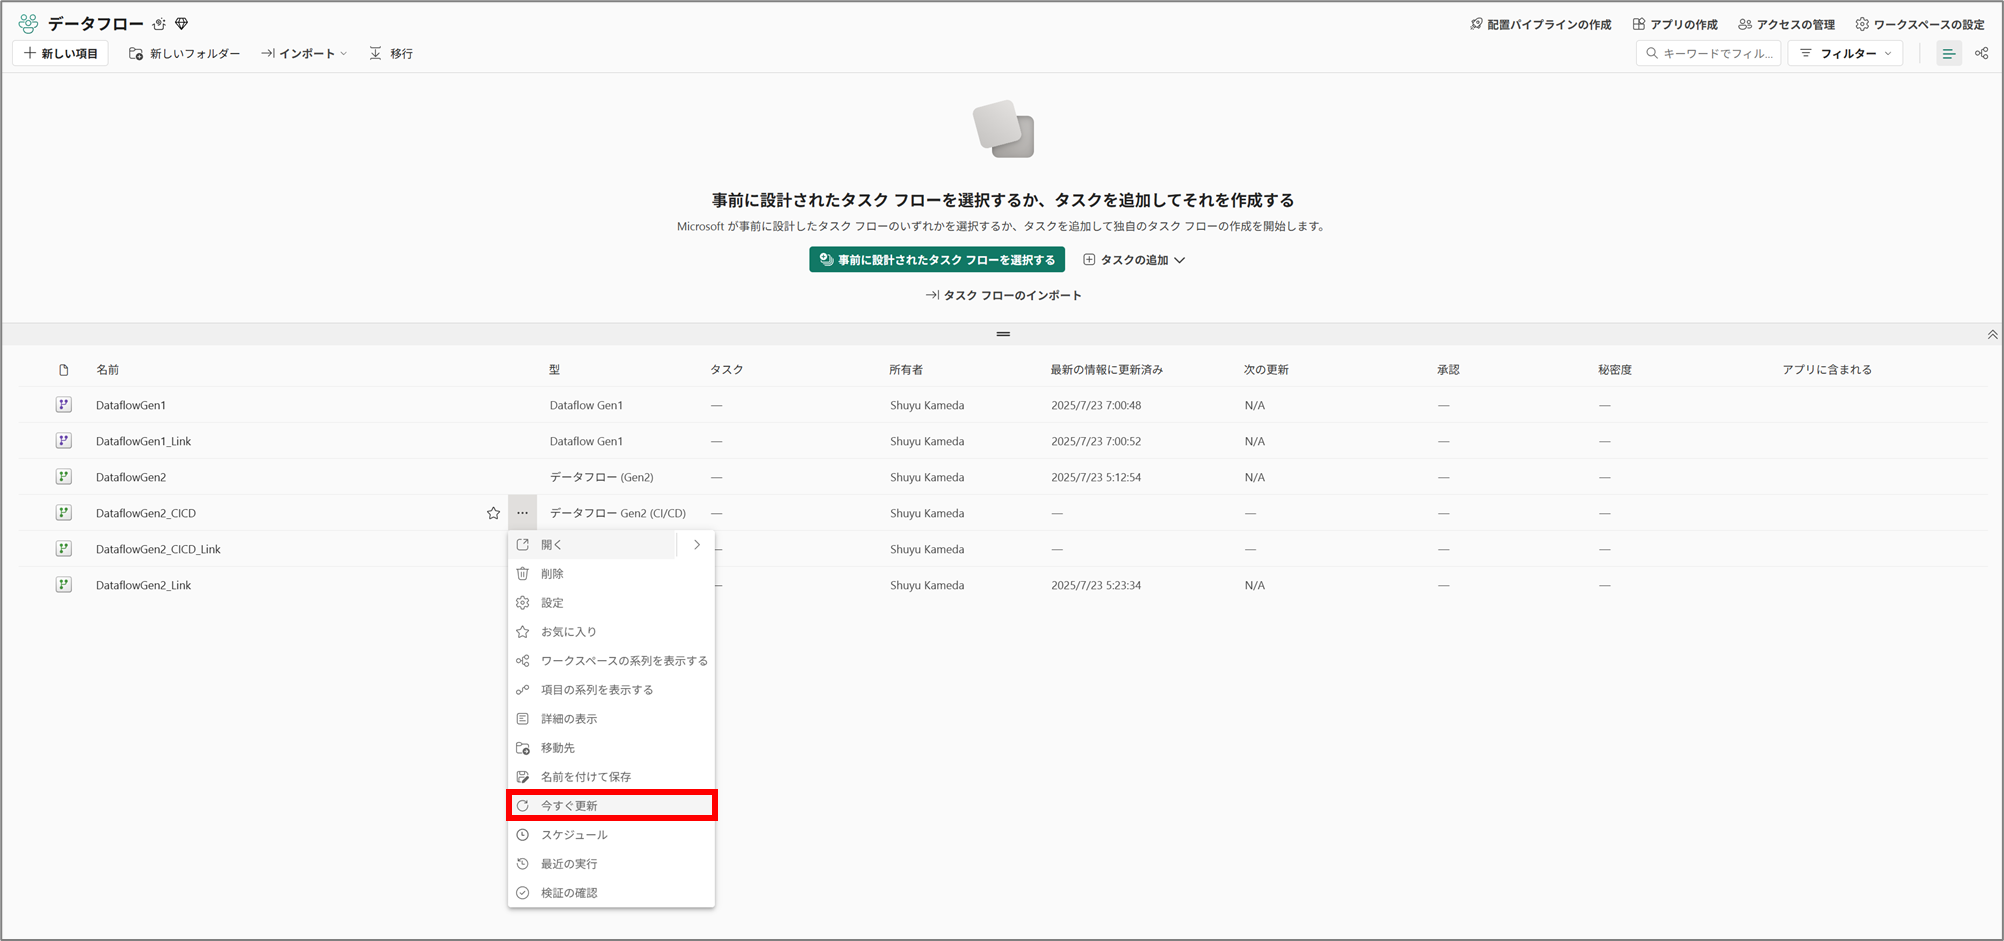 データフロー
配置パイプラインの作成 アプリの作成 アクセスの管理 ワークスペースの設定
新しい項目 新しいフォルダー インポート 移行 キーワードでフィル... フィルター
事前に設計されたタスク フローを選択するか、タスクを追加してそれを作成する
Microsoft が事前に設計したタスク フローのいずれかを選択するか、タスクを追加して独自のタスク フローの作成を開始します。
事前に設計されたタスク フローを選択する タスクの追加
タスク フローのインポート
名前 型 タスク 所有者 最新の情報に更新済み 次の更新 承認 秘密度 アプリに含まれる
DataflowGen1 Dataflow Gen1 — Shuyu Kameda 2025/7/23 7:00:48 N/A — —
DataflowGen1_Link Dataflow Gen1 — Shuyu Kameda 2025/7/23 7:00:52 N/A — —
DataflowGen2 データフロー (Gen2) — Shuyu Kameda 2025/7/23 5:12:54 N/A — —
DataflowGen2_CICD ... データフロー Gen2 (CI/CD) — Shuyu Kameda — — — —
DataflowGen2_CICD_Link — Shuyu Kameda — — — —
DataflowGen2_Link — Shuyu Kameda 2025/7/23 5:23:34 N/A — —
開く
削除
設定
お気に入り
ワークスペースの系列を表示する
項目の系列を表示する
詳細の表示
移動先
名前を付けて保存
今すぐ更新
スケジュール
最近の実行
検証の確認